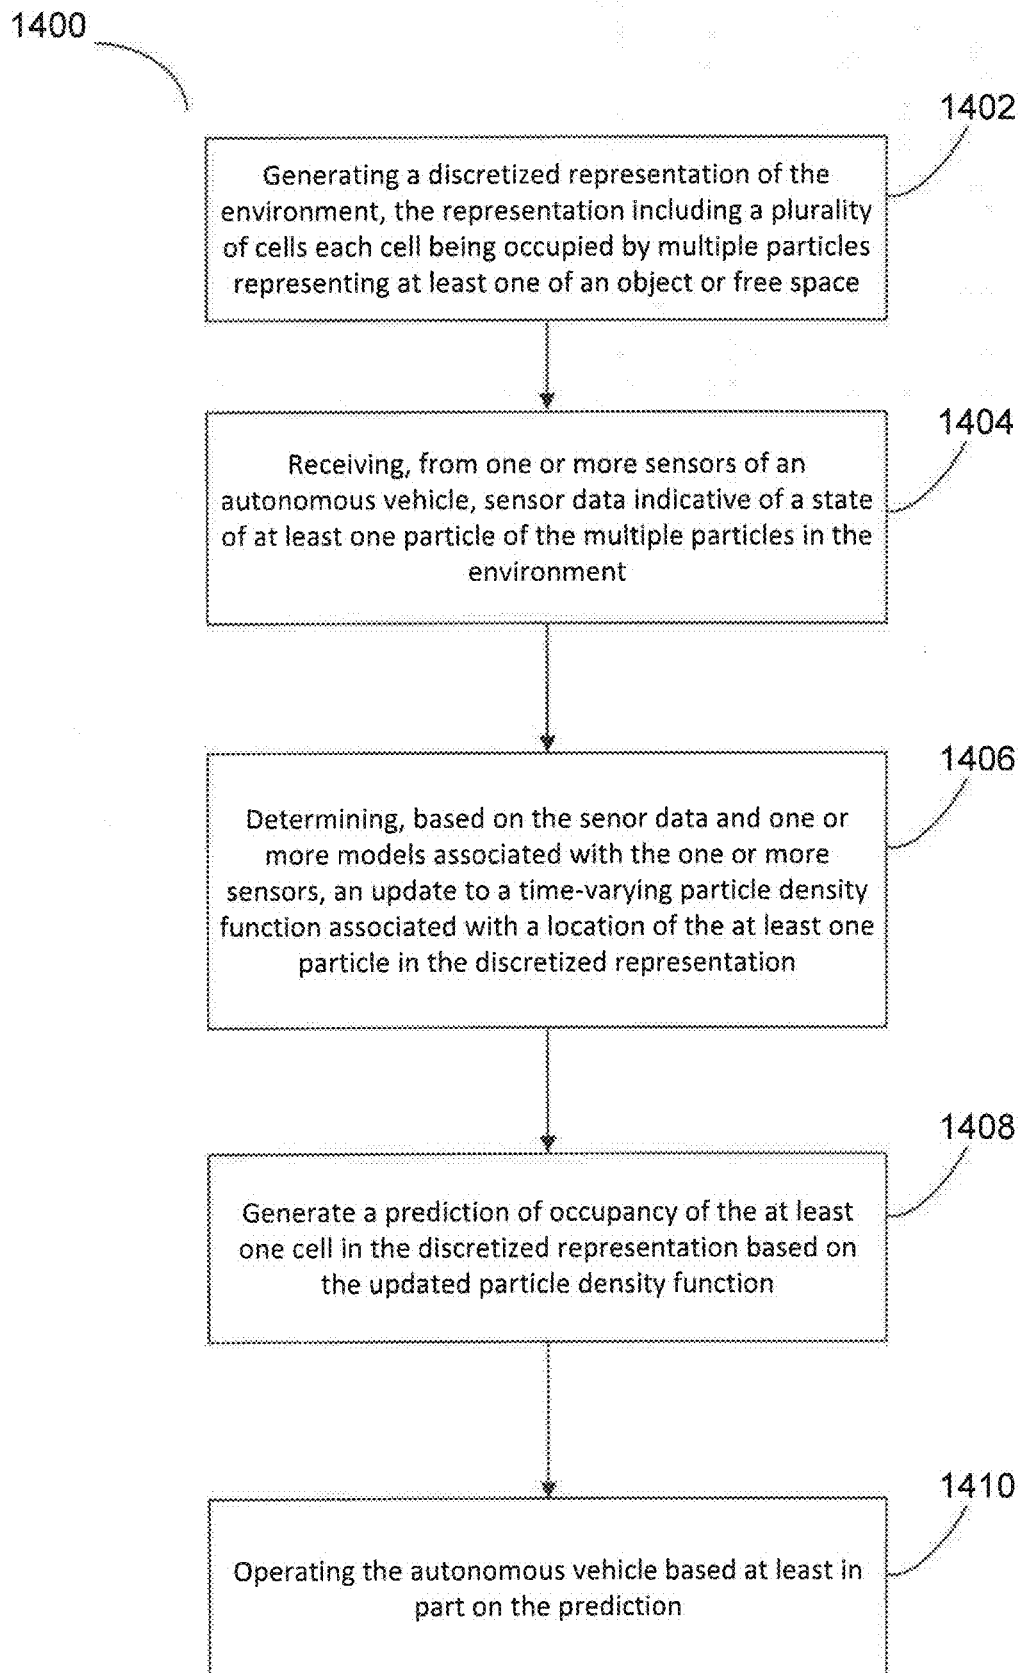 1400
1402
Generating a discretized representation of the
environment, the representation including a plurality
of cells each cell being occupied by multiple particles
representing at least one of an object or free space
1404
Receiving, from one or more sensors of an
autonomous vehicle, sensor data indicative of a state
of at least one particle of the multiple particles in the
environment
1406
Determining, based on the senor data and one or
more models associated with the one or more
sensors, an update to a time-varying particle density
function associated with a location of the at least one
particle in the discretized representation
1408
Generate a prediction of occupancy of the at least
one cell in the discretized representation based on
the updated particle density function
1410
Operating the autonomous vehicle based at least in
part on the prediction